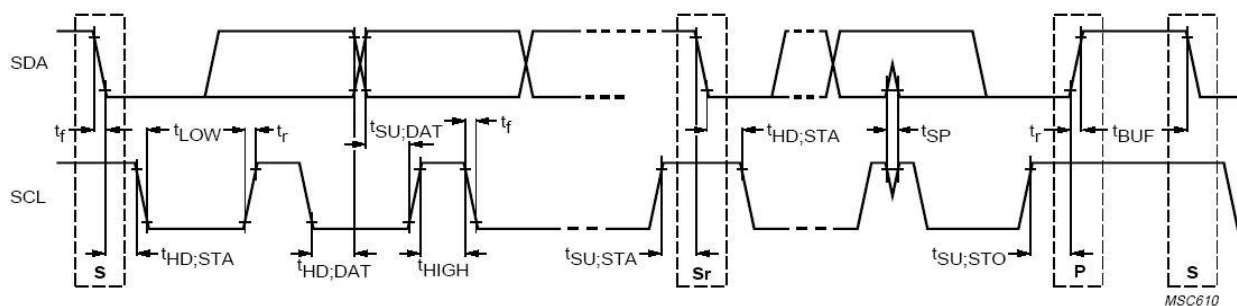 SDA
tf
tLOW
tr
tSU;DAT
tf
tHD;STA
tSP
tr
tBUF
SCL
tHD;STA
tHD;DAT
tHIGH
tSU;STA
tSU;STO
S
Sr
P
S
MSC610